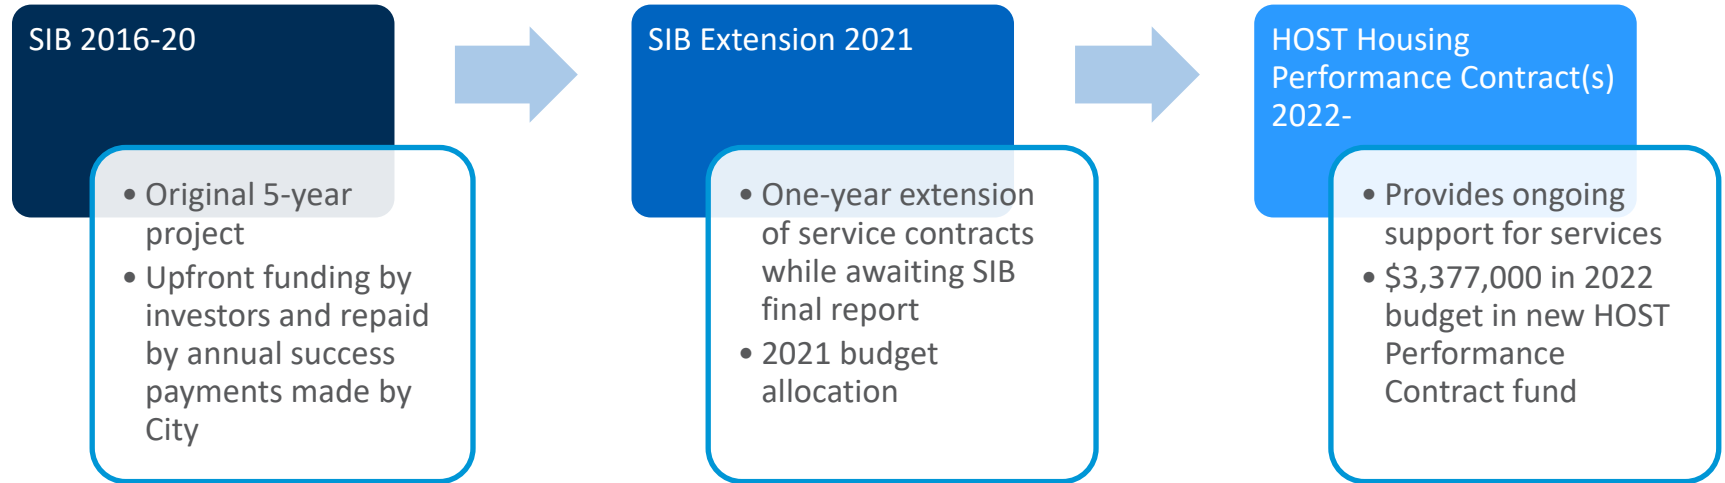 SIB 2016-20
• Original 5-year
project
• Upfront funding by
investors and repaid
by annual success
payments made by
City
SIB Extension 2021
• One-year extension
of service contracts
while awaiting SIB
final report
• 2021 budget
allocation
HOST Housing
Performance Contract(s)
2022-
• Provides ongoing
support for services
• $3,377,000 in 2022
budget in new HOST
Performance
Contract fund